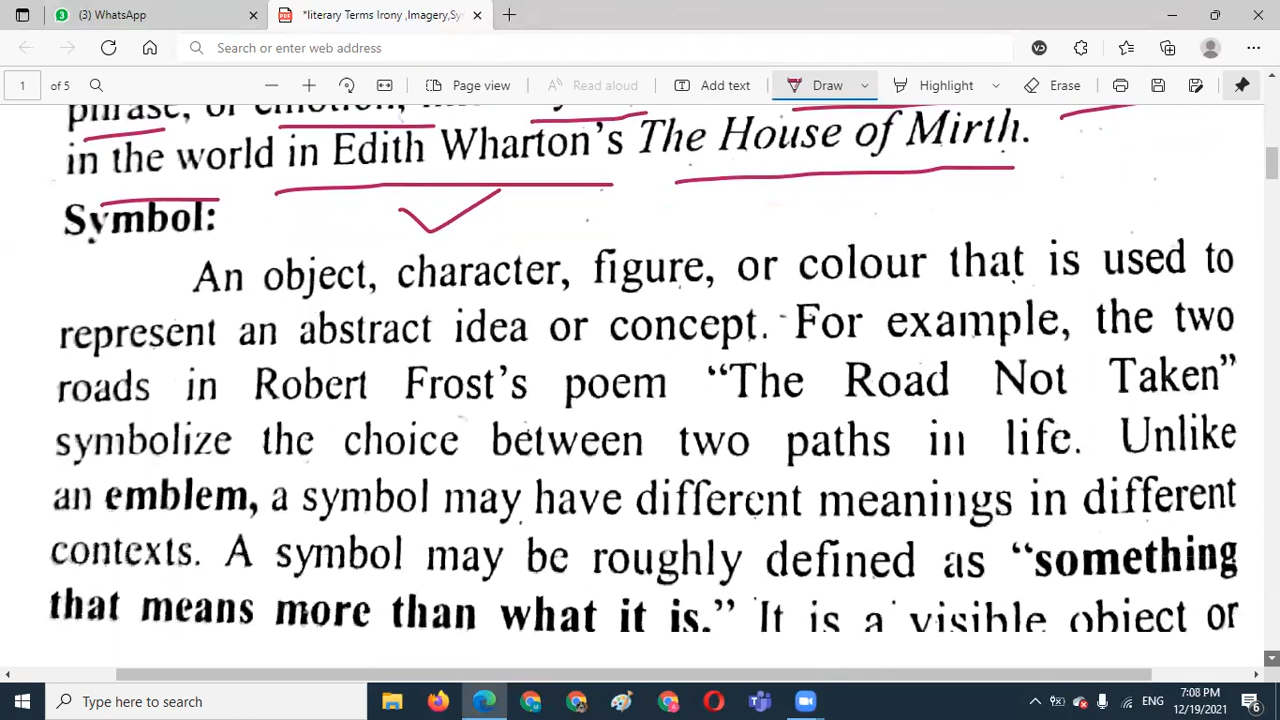 (3) WhatsApp
*literary Terms Irony ,Imagery,Sy
Search or enter web address
1 of 5
Page view
Read aloud
Add text
Draw
Highlight
Erase
phrase, or emotion,
in the world in Edith Wharton's The House of Mirth.
Symbol:
An object, character, figure, or colour that is used to
represent an abstract idea or concept. For example, the two
roads in Robert Frost's poem “The Road Not Taken”
symbolize the choice between two paths in life. Unlike
an emblem, a symbol may have different meanings in different
contexts. A symbol may be roughly defined as “something
that means more than what it is.” It is a visible object or
Type here to search
ENG
7:08 PM
12/19/2021
6